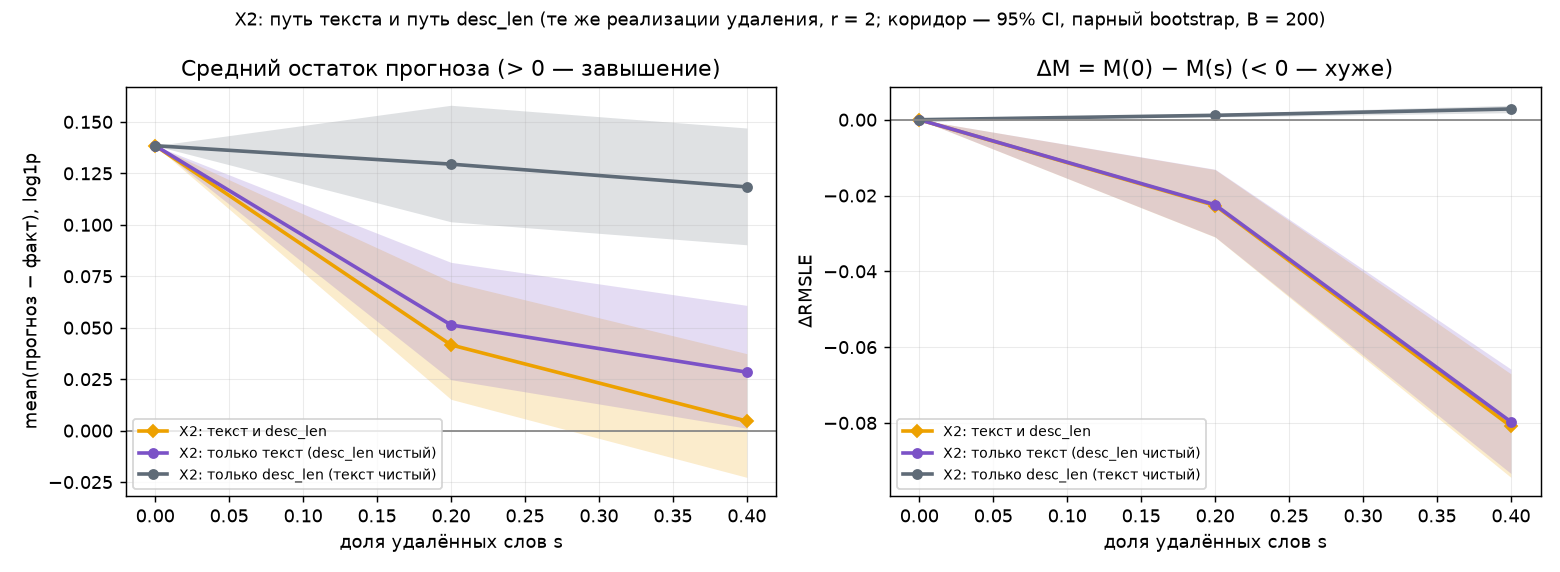 X2: путь текста и путь desc_len (те же реализации удаления, r = 2; коридор — 95% CI, парный bootstrap, B = 200)
Средний остаток прогноза (> 0 — завышение)
mean(прогноз − факт), log1p
0.150
0.125
0.100
0.075
0.050
0.025
0.000
−0.025
X2: текст и desc_len
X2: только текст (desc_len чистый)
X2: только desc_len (текст чистый)
0.00 0.05 0.10 0.15 0.20 0.25 0.30 0.35 0.40
доля удалённых слов s
ΔM = M(0) − M(s) (< 0 — хуже)
ΔRMSLE
0.00
−0.02
−0.04
−0.06
−0.08
X2: текст и desc_len
X2: только текст (desc_len чистый)
X2: только desc_len (текст чистый)
0.00 0.05 0.10 0.15 0.20 0.25 0.30 0.35 0.40
доля удалённых слов s